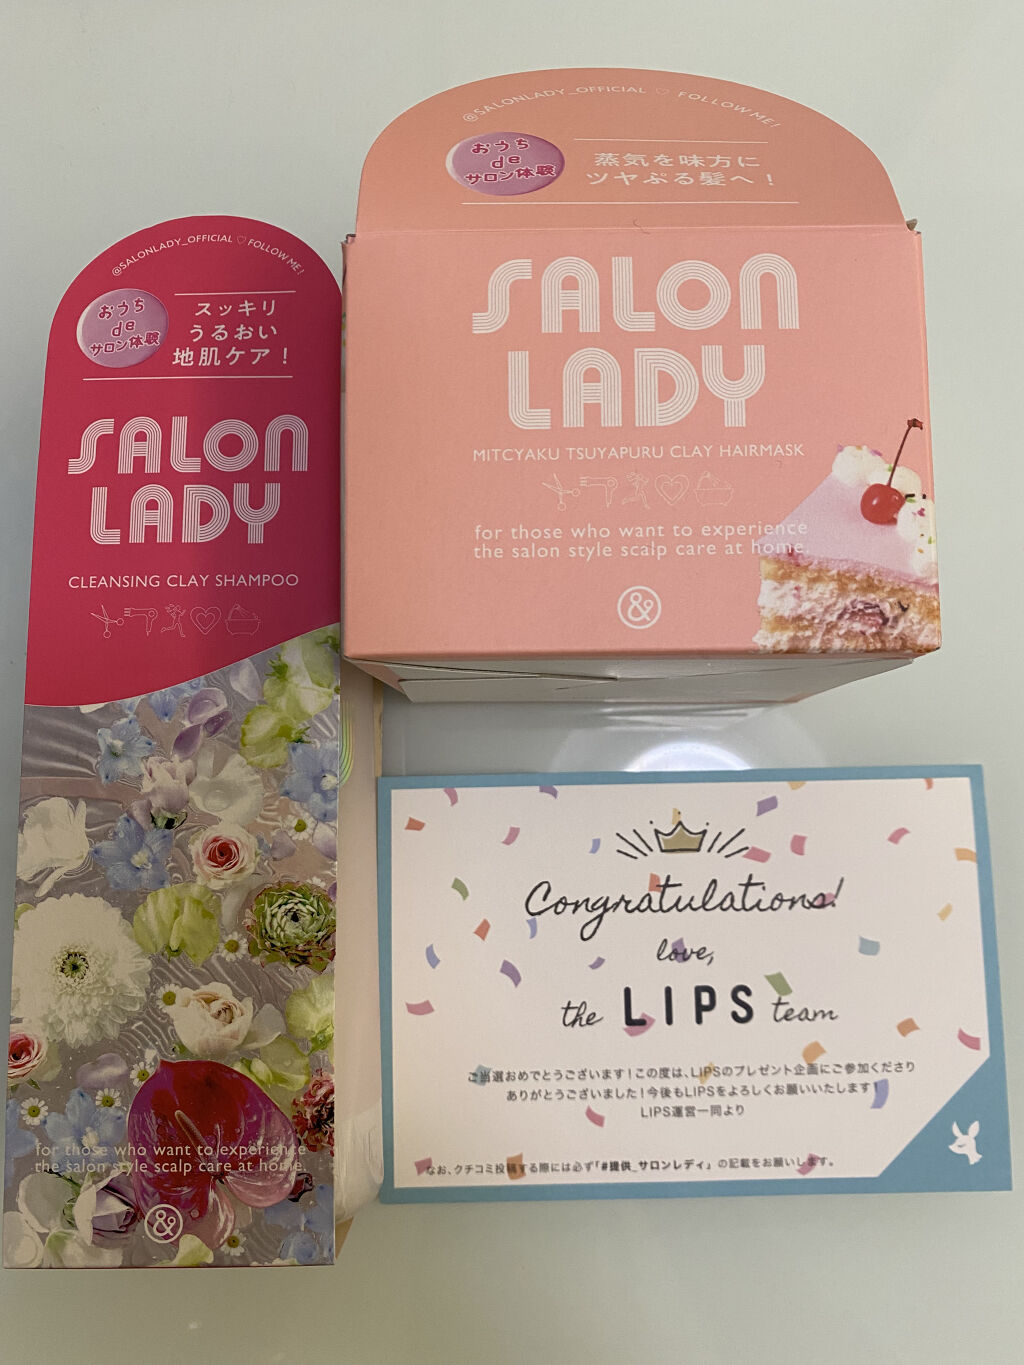 @SALONLADY_OFFICIAL ♡ FOLLOW ME!
おうち
de
サロン体験
スッキリ
うるおい
地肌ケア！
SALON
LADY
CLEANSING CLAY SHAMPOO
for those who want to experience
the salon style scalp care at home.
&
@SALONLADY_OFFICIAL ♡ FOLLOW ME!
おうち
de
サロン体験
蒸気を味方に
ツヤぷる髪へ！
SALON
LADY
MITCYAKU TSUYAPURU CLAY HAIRMASK
for those who want to experience
the salon style scalp care at home.
&
Congratulations!
love,
the LIPS team
ご当選おめでとうございます！この度は、LIPSのプレゼント企画にご参加くださり
ありがとうございました！今後もLIPSをよろしくお願いいたします！
LIPS運営一同より
なお、クチコミ投稿する際には必ず「#提供_サロンレディ」の記載をお願いします。